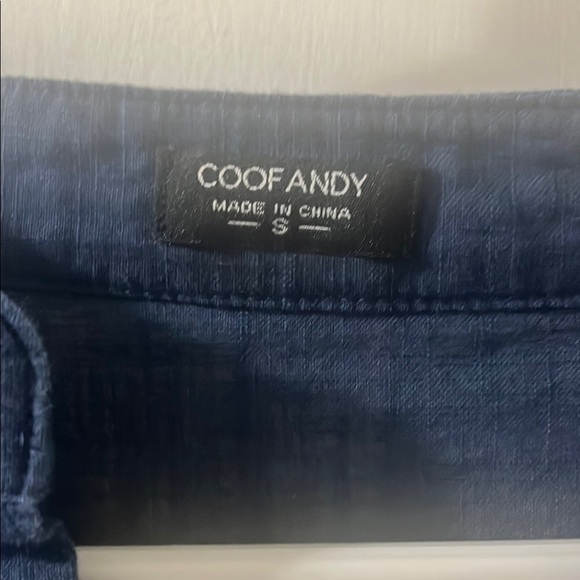 COOFANDY
MADE IN CHINA
— S —